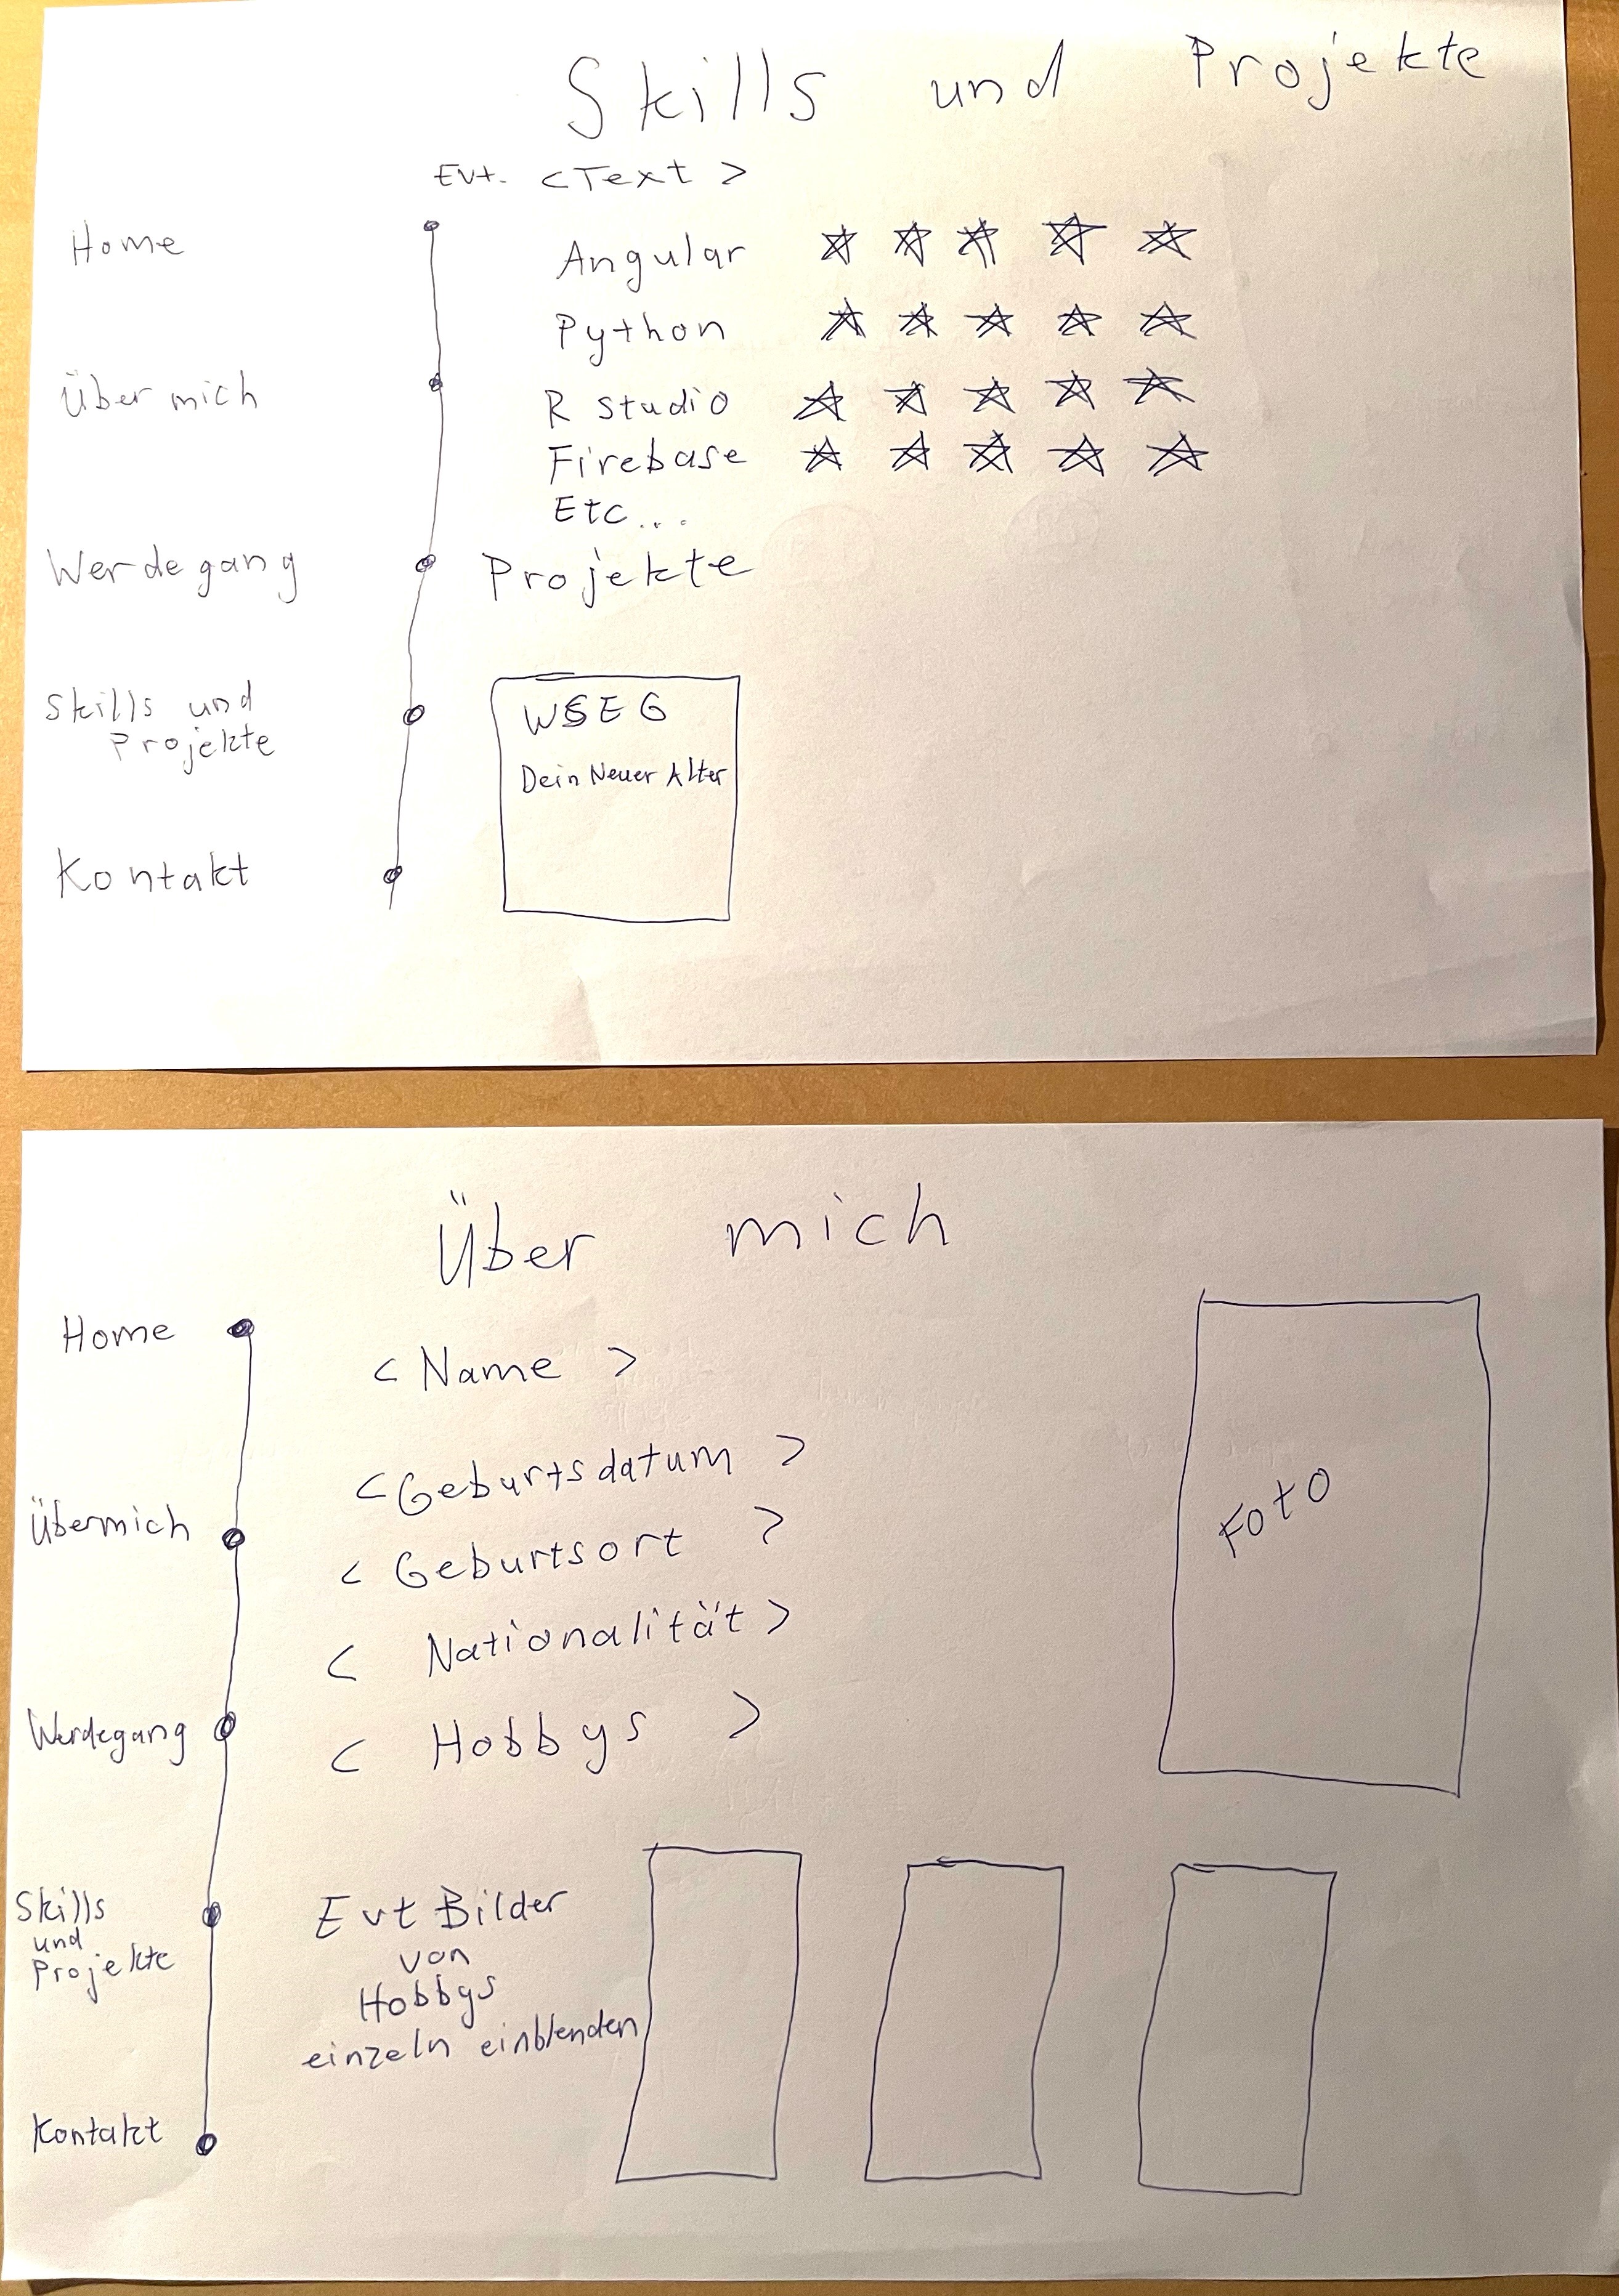 Skills und Projekte
Evt. <Text>
Home
Angular
Python
Über mich
R Studio
Firebase
Etc...
Werdegang
Projekte
Skills und
Projekte
WSEG
Dein Neuer Alter
Kontakt
Über mich
Home
<Name>
<Geburtsdatum>
Übermich
<Geburtsort>
<Nationalität>
Werdegang
<Hobbys>
Foto
Skills
und
Projekte
Evt Bilder
von
Hobbys
einzeln einblenden
Kontakt